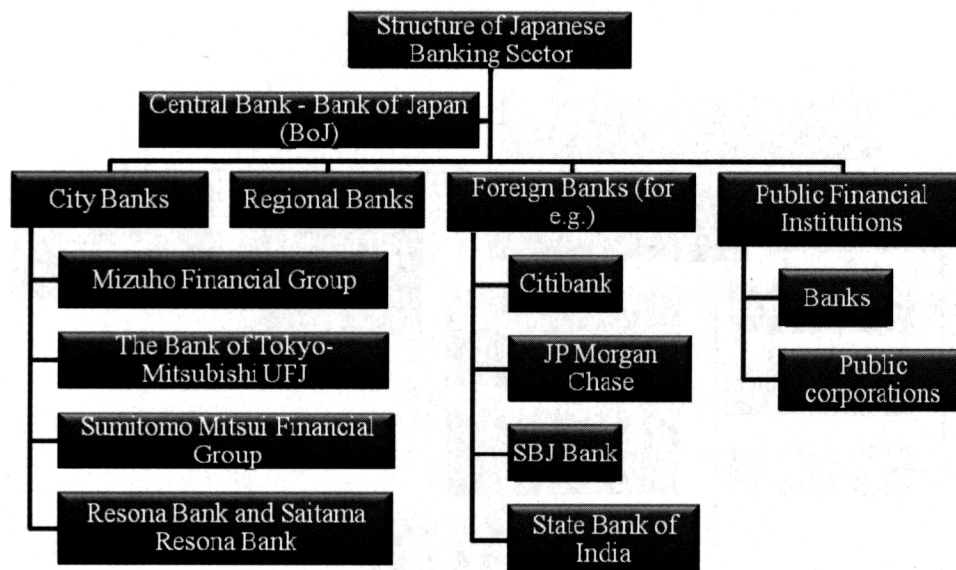 Structure of Japanese
Banking Sector
Central Bank - Bank of Japan
(BoJ)
City Banks
Regional Banks
Foreign Banks (for
e.g.)
Public Financial
Institutions
Mizuho Financial Group
The Bank of Tokyo-
Mitsubishi UFJ
Sumitomo Mitsui Financial
Group
Resona Bank and Saitama
Resona Bank
Citibank
JP Morgan
Chase
SBJ Bank
State Bank of
India
Banks
Public
corporations